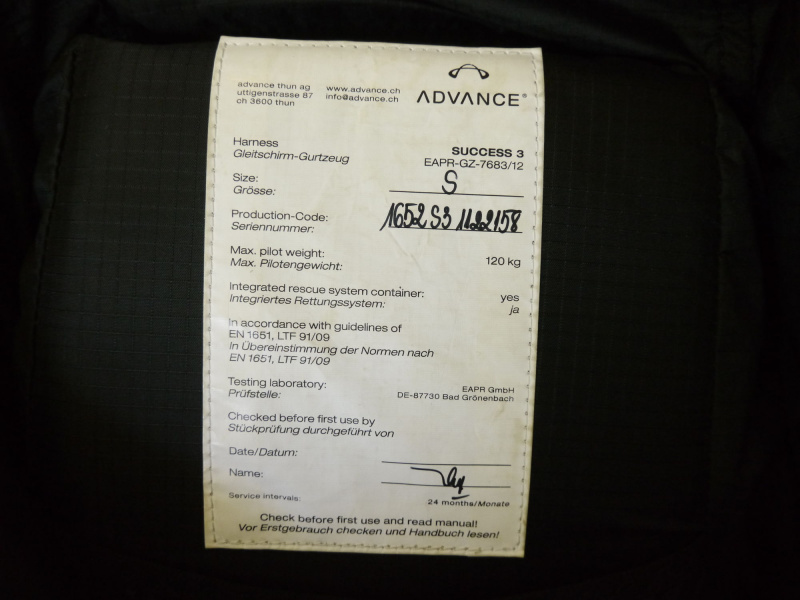 advance thun ag www.advance.ch
uttigenstrasse 87 info@advance.ch
ch 3600 thun
ADVANCE®
Harness SUCCESS 3
Gleitschirm-Gurtzeug EAPR-GZ-7683/12
Size: S
Grösse:
Production-Code: 1652 S3 1122158
Seriennummer:
Max. pilot weight: 120 kg
Max. Pilotengewicht:
Integrated rescue system container: yes
Integriertes Rettungssystem: ja
In accordance with guidelines of
EN 1651, LTF 91/09
In Übereinstimmung der Normen nach
EN 1651, LTF 91/09
Testing laboratory: EAPR GmbH
Prüfstelle: DE-87730 Bad Grönenbach
Checked before first use by
Stückprüfung durchgeführt von
Date/Datum:
Name:
Service intervals: 24 months/Monate
Check before first use and read manual!
Vor Erstgebrauch checken und Handbuch lesen!